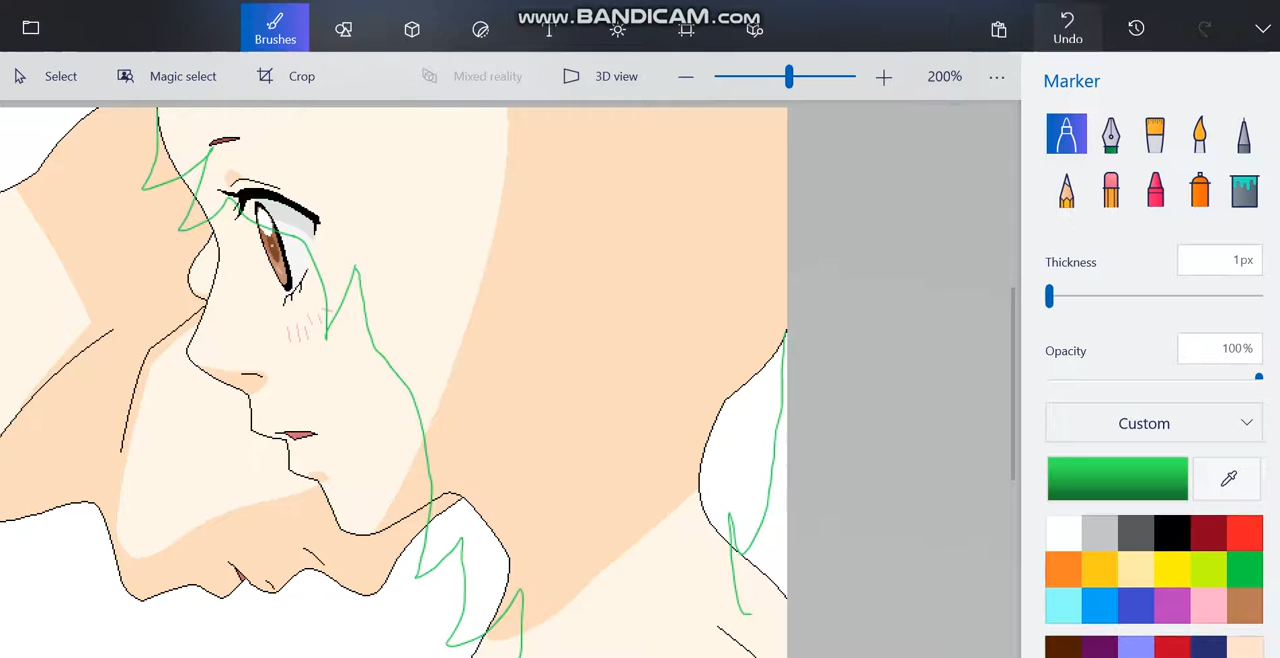 www.BANDICAM.com
Brushes
Undo
Select
Magic select
Crop
Mixed reality
3D view
200%
Marker
Thickness
1px
Opacity
100%
Custom